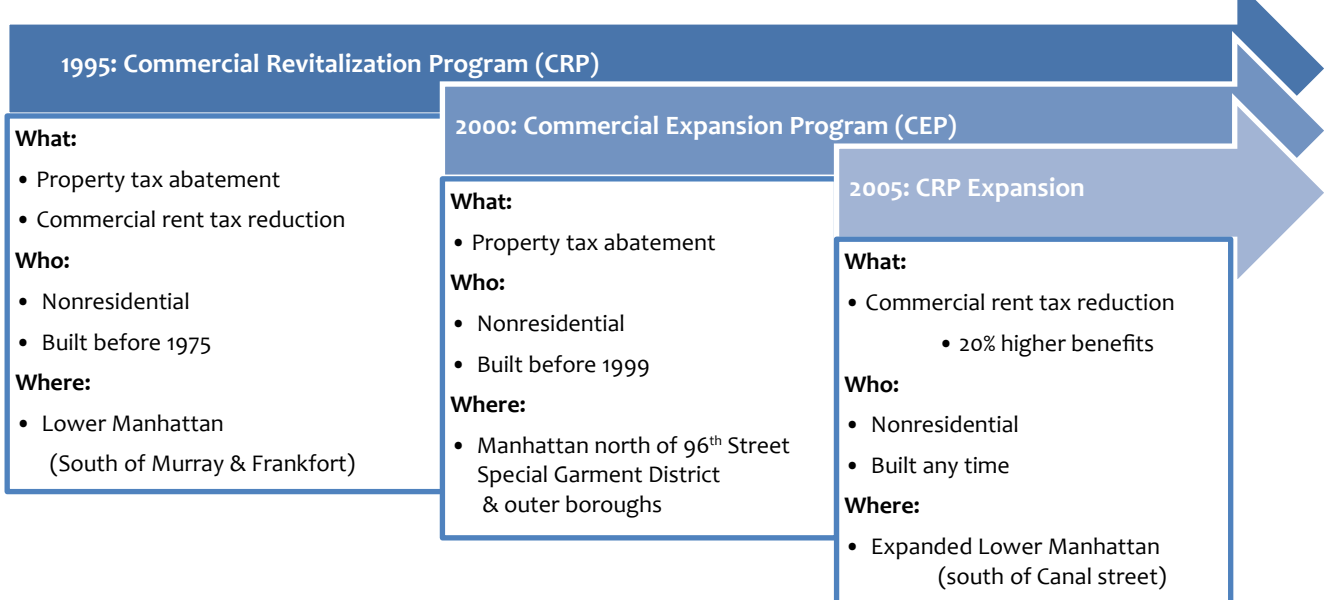 1995: Commercial Revitalization Program (CRP)
What:
• Property tax abatement
• Commercial rent tax reduction
Who:
• Nonresidential
• Built before 1975
Where:
• Lower Manhattan
(South of Murray & Frankfort)
2000: Commercial Expansion Program (CEP)
What:
• Property tax abatement
Who:
• Nonresidential
• Built before 1999
Where:
• Manhattan north of 96th Street
Special Garment District
& outer boroughs
2005: CRP Expansion
What:
• Commercial rent tax reduction
• 20% higher benefits
Who:
• Nonresidential
• Built any time
Where:
• Expanded Lower Manhattan
(south of Canal street)